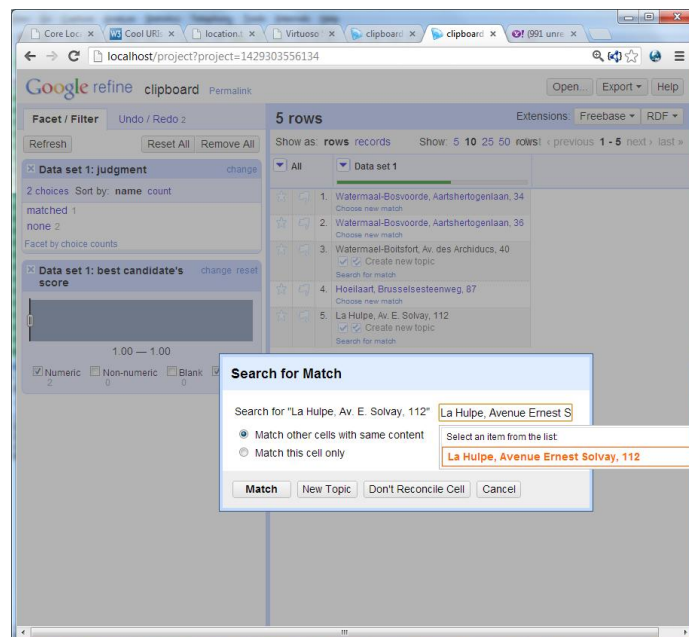 Core Loc
Cool URI
location.
Virtuoso
clipboard
clipboard
(991 unre
localhost/project?project=1429303556134
Google refine clipboard Permalink
Open... Export Help
Facet / Filter Undo / Redo 2
5 rows
Extensions: Freebase RDF
Refresh Reset All Remove All
Show as: rows records Show: 5 10 25 50 rows ‹ previous 1 - 5 next › last »
Data set 1: judgment change
All Data set 1
2 choices Sort by: name count
matched 1
none 2
Facet by choice counts
1. Watermaal-Bosvoorde, Aartshertogenlaan, 34
Choose new match
2. Watermaal-Bosvoorde, Aartshertogenlaan, 36
Choose new match
3. Watermael-Boitsfort, Av. des Archiducs, 40
Create new topic
Search for match
4. Hoeilaart, Brusselsesteenweg, 87
Choose new match
5. La Hulpe, Av. E. Solvay, 112
Create new topic
Search for match
Data set 1: best candidate's score change reset
1.00 — 1.00
Numeric 2
Non-numeric 0
Blank 0
Search for Match
Search for "La Hulpe, Av. E. Solvay, 112" La Hulpe, Avenue Ernest S
Match other cells with same content
Match this cell only
Select an item from the list:
La Hulpe, Avenue Ernest Solvay, 112
Match New Topic Don't Reconcile Cell Cancel